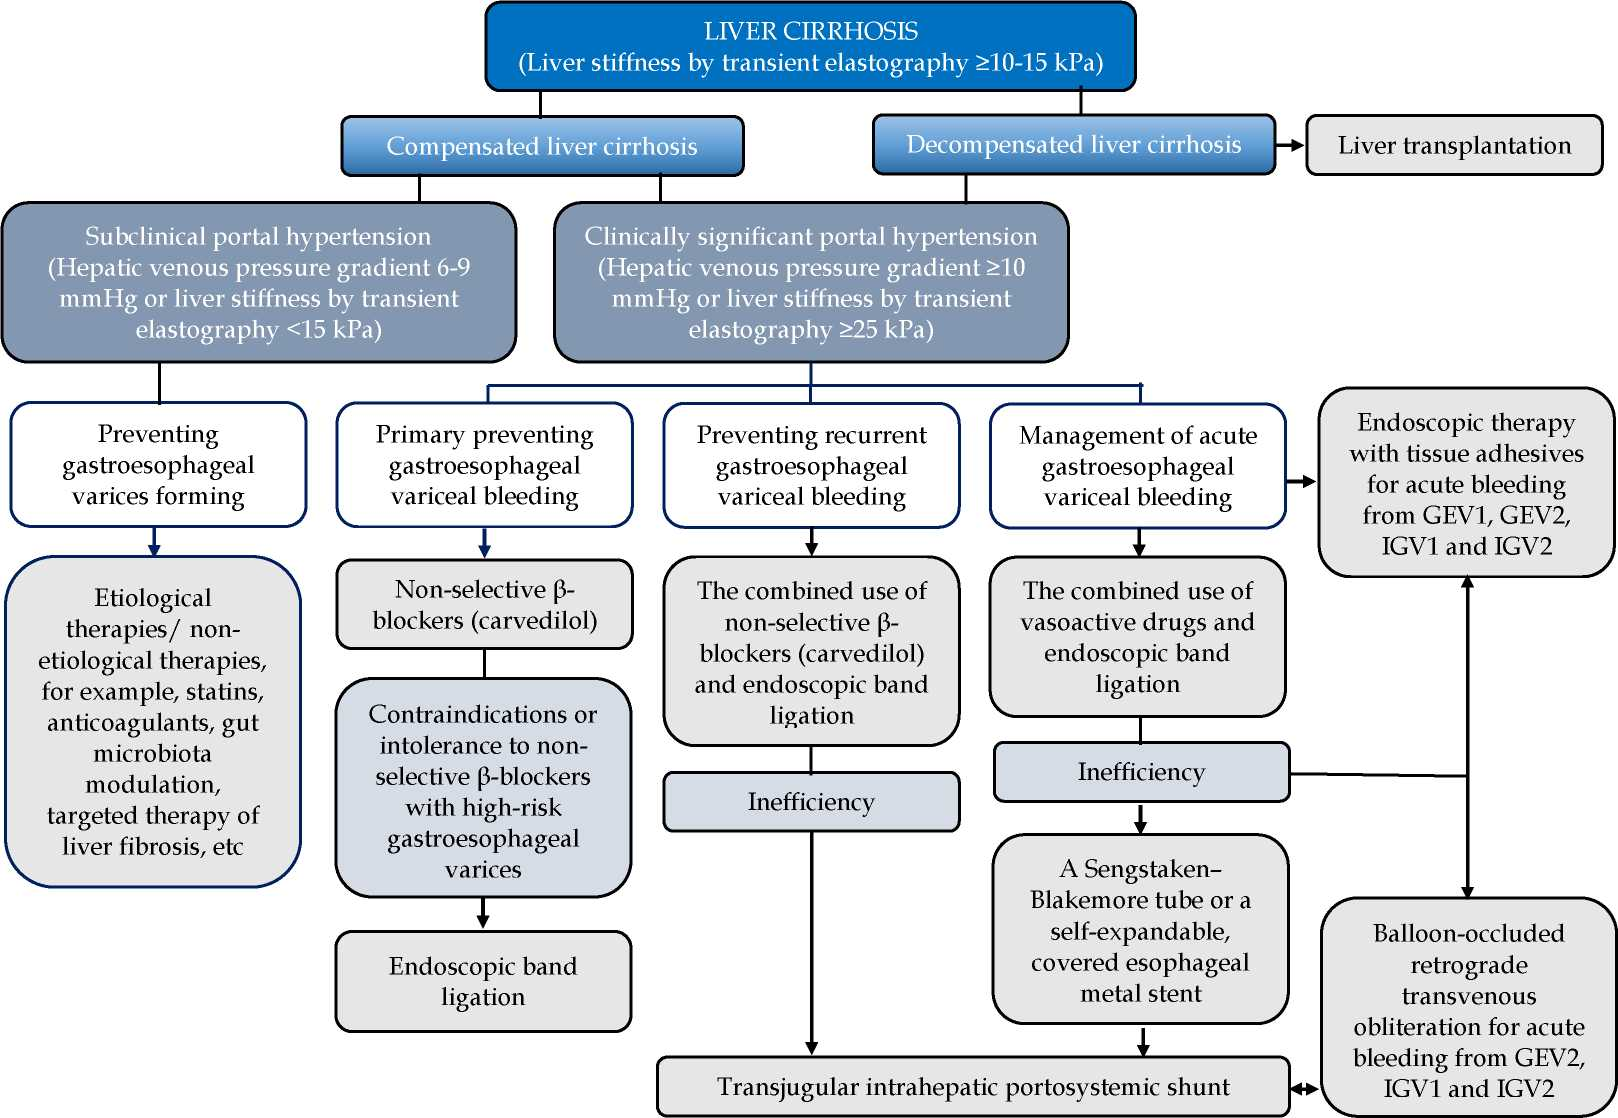 LIVER CIRRHOSIS
(Liver stiffness by transient elastography ≥10-15 kPa)
Compensated liver cirrhosis
Decompensated liver cirrhosis
Liver transplantation
Subclinical portal hypertension
(Hepatic venous pressure gradient 6-9
mmHg or liver stiffness by transient
elastography <15 kPa)
Clinically significant portal hypertension
(Hepatic venous pressure gradient ≥10
mmHg or liver stiffness by transient
elastography ≥25 kPa)
Preventing
gastroesophageal
varices forming
Primary preventing
gastroesophageal
variceal bleeding
Preventing recurrent
gastroesophageal
variceal bleeding
Management of acute
gastroesophageal
variceal bleeding
Endoscopic therapy
with tissue adhesives
for acute bleeding
from GEV1, GEV2,
IGV1 and IGV2
Etiological
therapies/ non-
etiological therapies,
for example, statins,
anticoagulants, gut
microbiota
modulation,
targeted therapy of
liver fibrosis, etc
Non-selective β-
blockers (carvedilol)
Contraindications or
intolerance to non-
selective β-blockers
with high-risk
gastroesophageal
varices
Endoscopic band
ligation
The combined use of
non-selective β-
blockers (carvedilol)
and endoscopic band
ligation
Inefficiency
The combined use of
vasoactive drugs and
endoscopic band
ligation
Inefficiency
A Sengstaken–
Blakemore tube or a
self-expandable,
covered esophageal
metal stent
Transjugular intrahepatic portosystemic shunt
Balloon-occluded
retrograde
transvenous
obliteration for acute
bleeding from GEV2,
IGV1 and IGV2